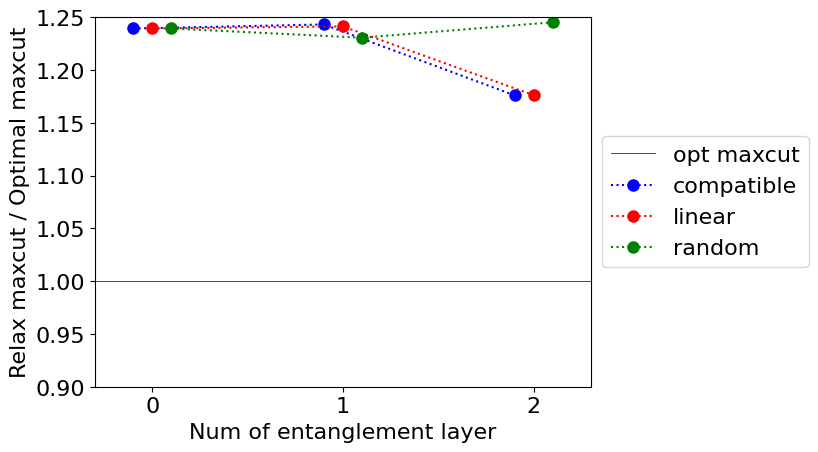 Relax maxcut / Optimal maxcut
1.25
1.20
1.15
1.10
1.05
1.00
0.95
0.90
0 1 2
Num of entanglement layer
opt maxcut
compatible
linear
random